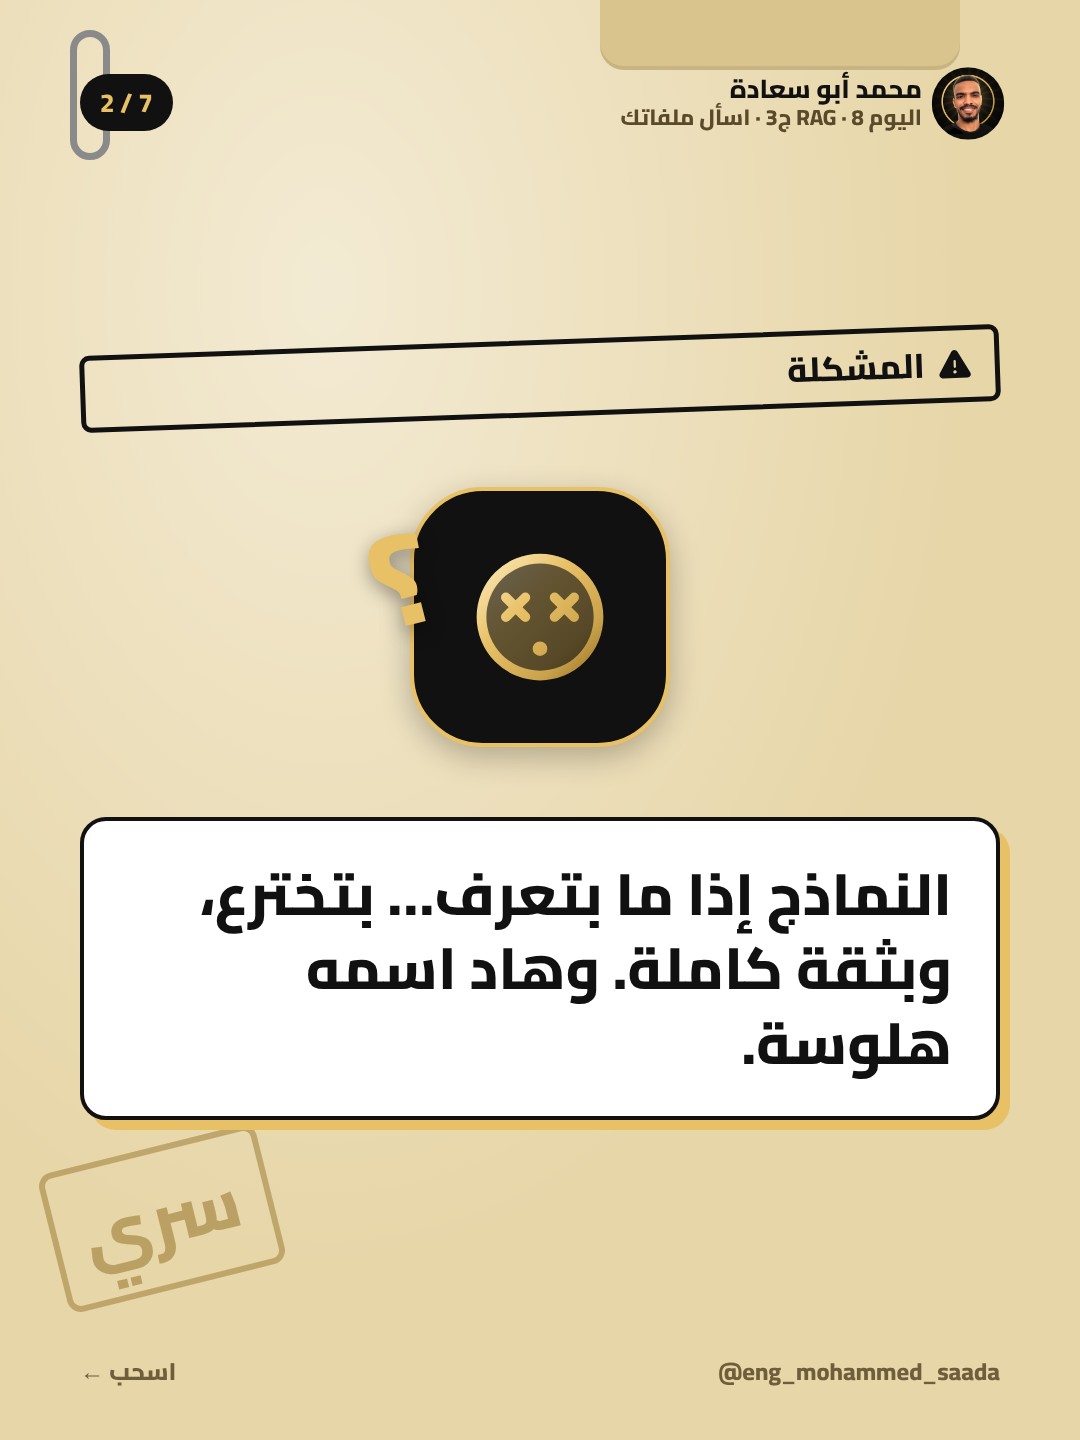 محمد أبو سعادة
اليوم 8 · RAG ج3 · اسأل ملفاتك
2 / 7
المشكلة
؟
النماذج إذا ما بتعرف... بتخترع،
وبثقة كاملة. وهاد اسمه
هلوسة.
سري
@eng_mohammed_saada
اسحب ←